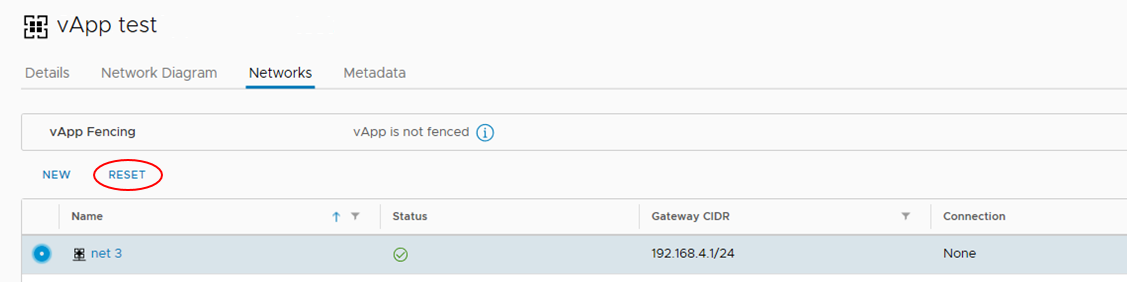 vApp test
Details Network Diagram Networks Metadata
vApp Fencing vApp is not fenced
NEW RESET
Name Status Gateway CIDR Connection
net 3 192.168.4.1/24 None